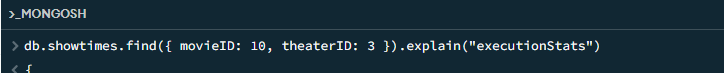 >_MONGOSH
> db.showtimes.find({ movieID: 10, theaterID: 3 }).explain("executionStats")
< {